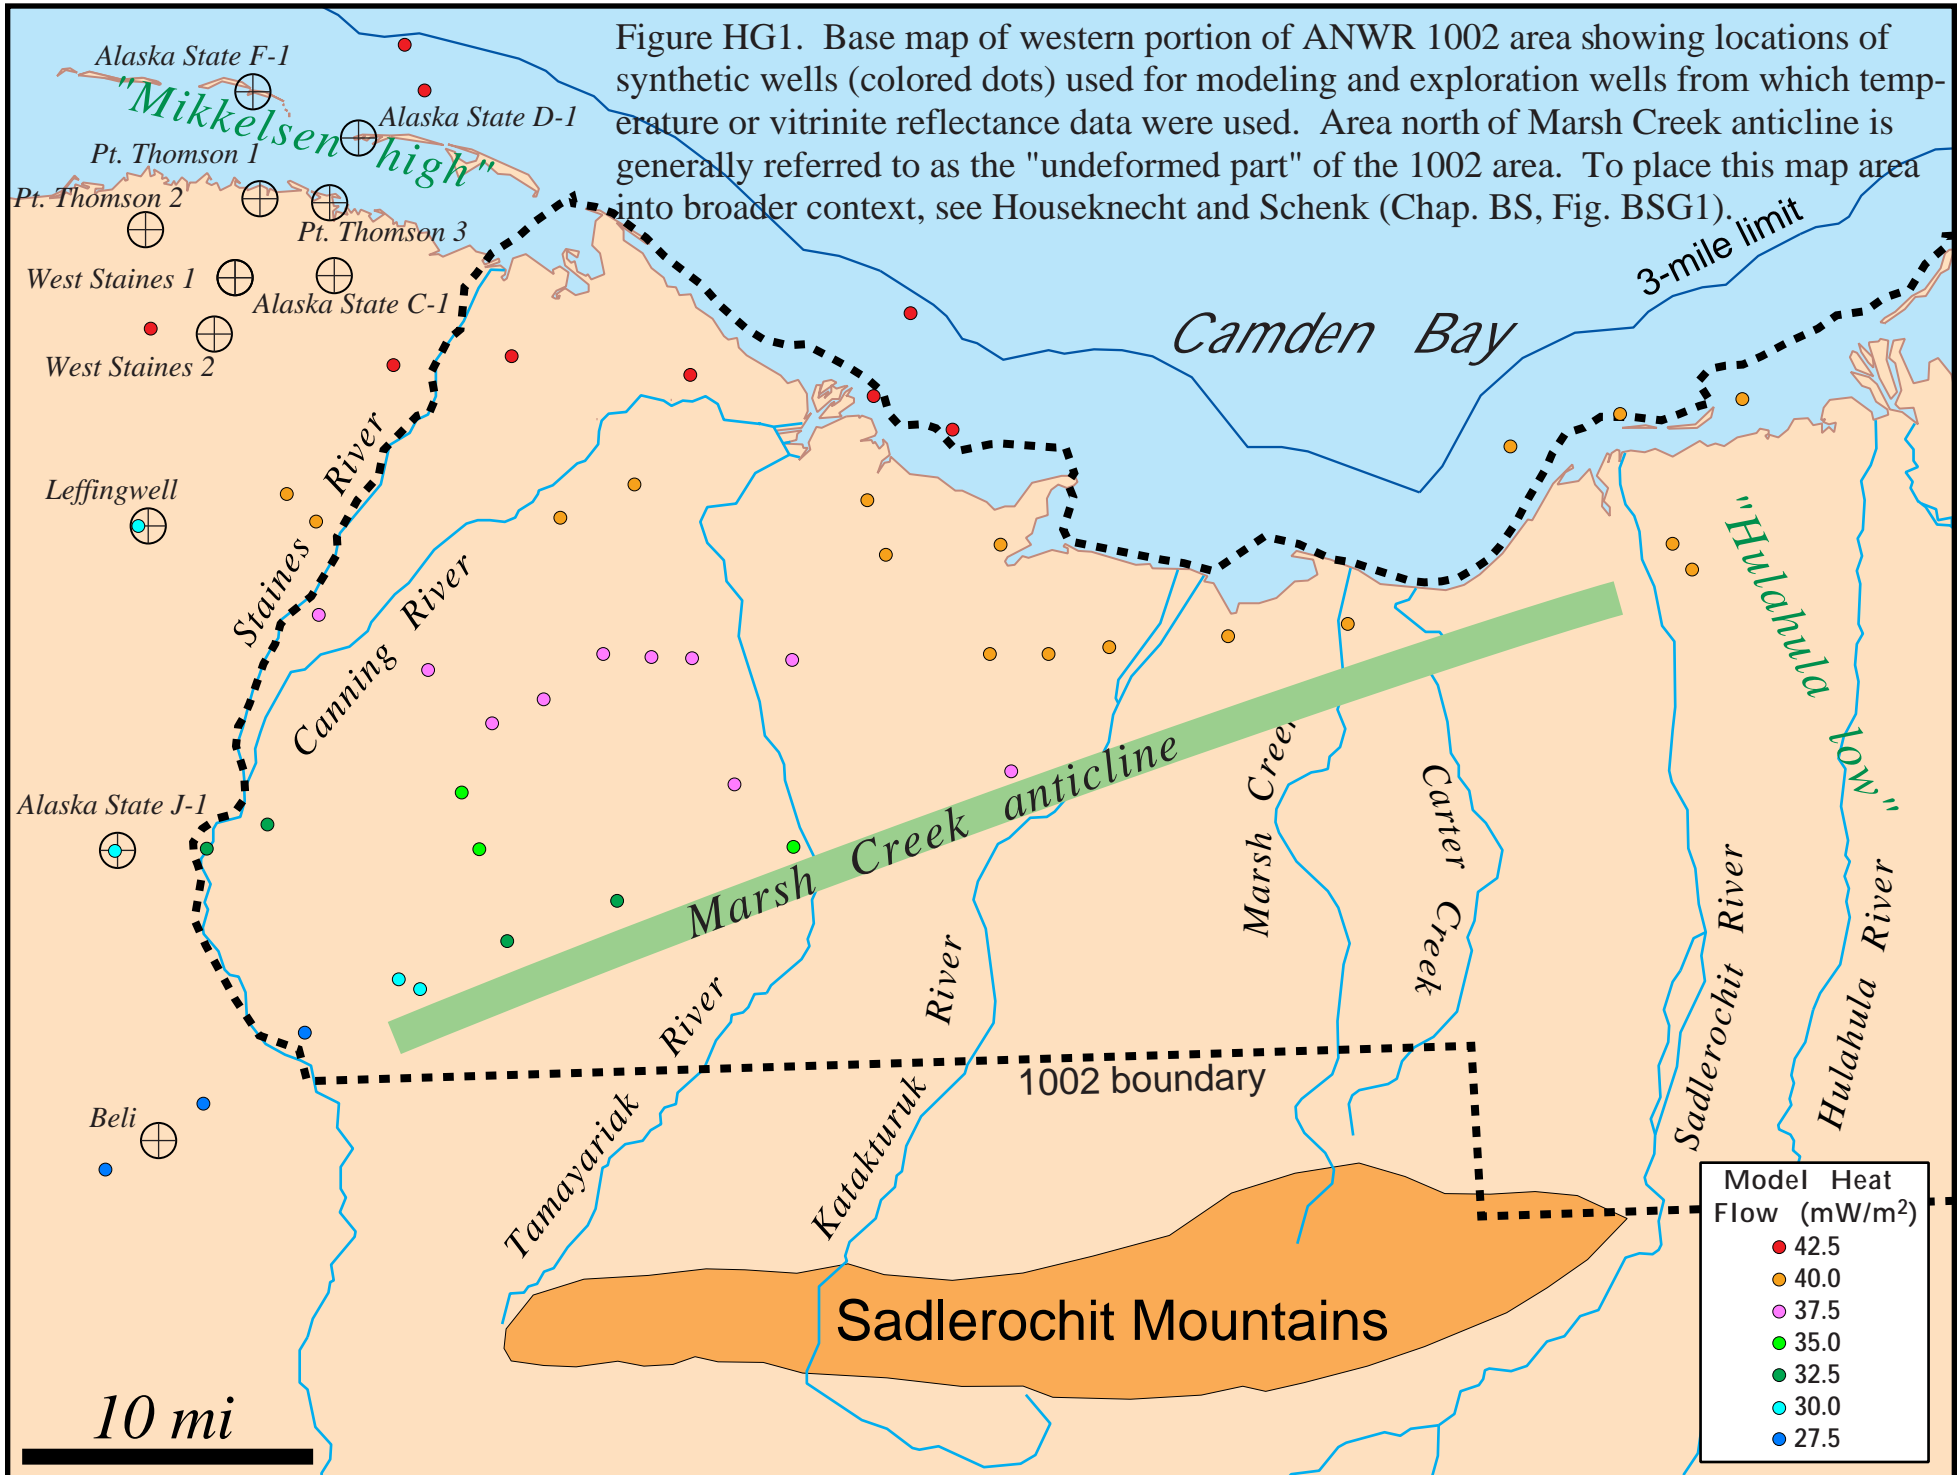 Figure HG1. Base map of western portion of ANWR 1002 area showing locations of
synthetic wells (colored dots) used for modeling and exploration wells from which temp-
erature or vitrinite reflectance data were used. Area north of Marsh Creek anticline is
generally referred to as the "undeformed part" of the 1002 area. To place this map area
into broader context, see Houseknecht and Schenk (Chap. BS, Fig. BSG1).
Alaska State F-1
"Mikkelsen high"
Alaska State D-1
Pt. Thomson 1
Pt. Thomson 2
Pt. Thomson 3
West Staines 1
Alaska State C-1
West Staines 2
3-mile limit
Camden Bay
Leffingwell
Staines River
Canning River
"Hulahula low"
Alaska State J-1
Marsh Creek anticline
Marsh Creek
Carter Creek
Sadlerochit River
Hulahula River
Tamayariak River
Katakturuk River
1002 boundary
Beli
Sadlerochit Mountains
10 mi
Model Heat
Flow (mW/m²)
42.5
40.0
37.5
35.0
32.5
30.0
27.5